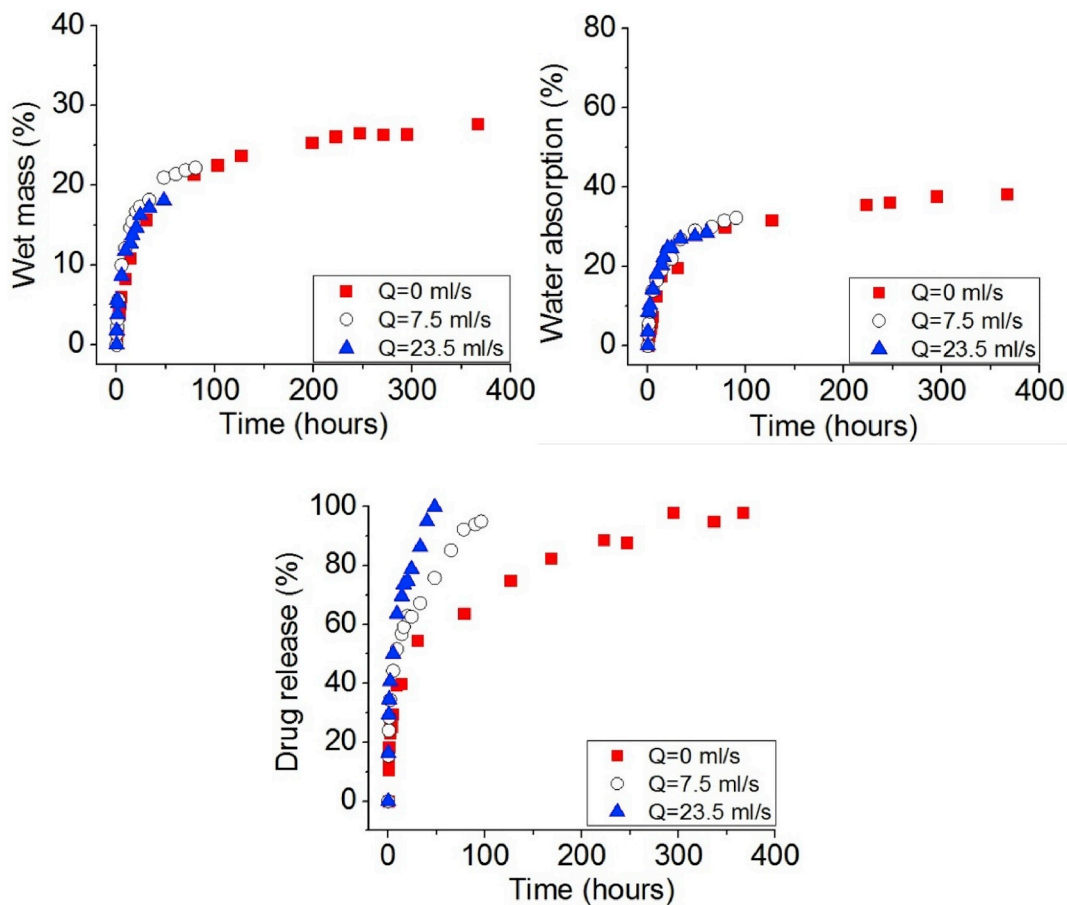 40
30
20
10
0
Wet mass (%)
Q=0 ml/s
Q=7.5 ml/s
Q=23.5 ml/s
0 100 200 300 400
Time (hours)
80
60
40
20
0
Water absorption (%)
Q=0 ml/s
Q=7.5 ml/s
Q=23.5 ml/s
0 100 200 300 400
Time (hours)
100
80
60
40
20
0
Drug release (%)
Q=0 ml/s
Q=7.5 ml/s
Q=23.5 ml/s
0 100 200 300 400
Time (hours)